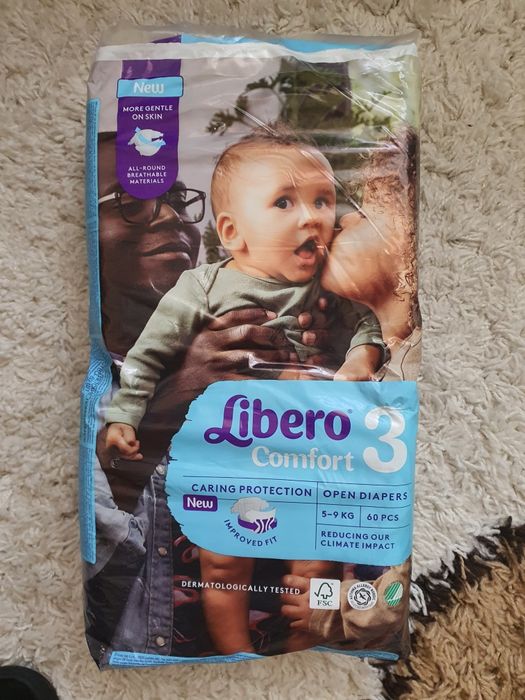 New
MORE GENTLE
ON SKIN
ALL-ROUND
BREATHABLE
MATERIALS
Libero
Comfort
3
CARING PROTECTION
OPEN DIAPERS
New
IMPROVED FIT
5-9 KG
60 PCS
REDUCING OUR
CLIMATE IMPACT
DERMATOLOGICALLY TESTED
FSC